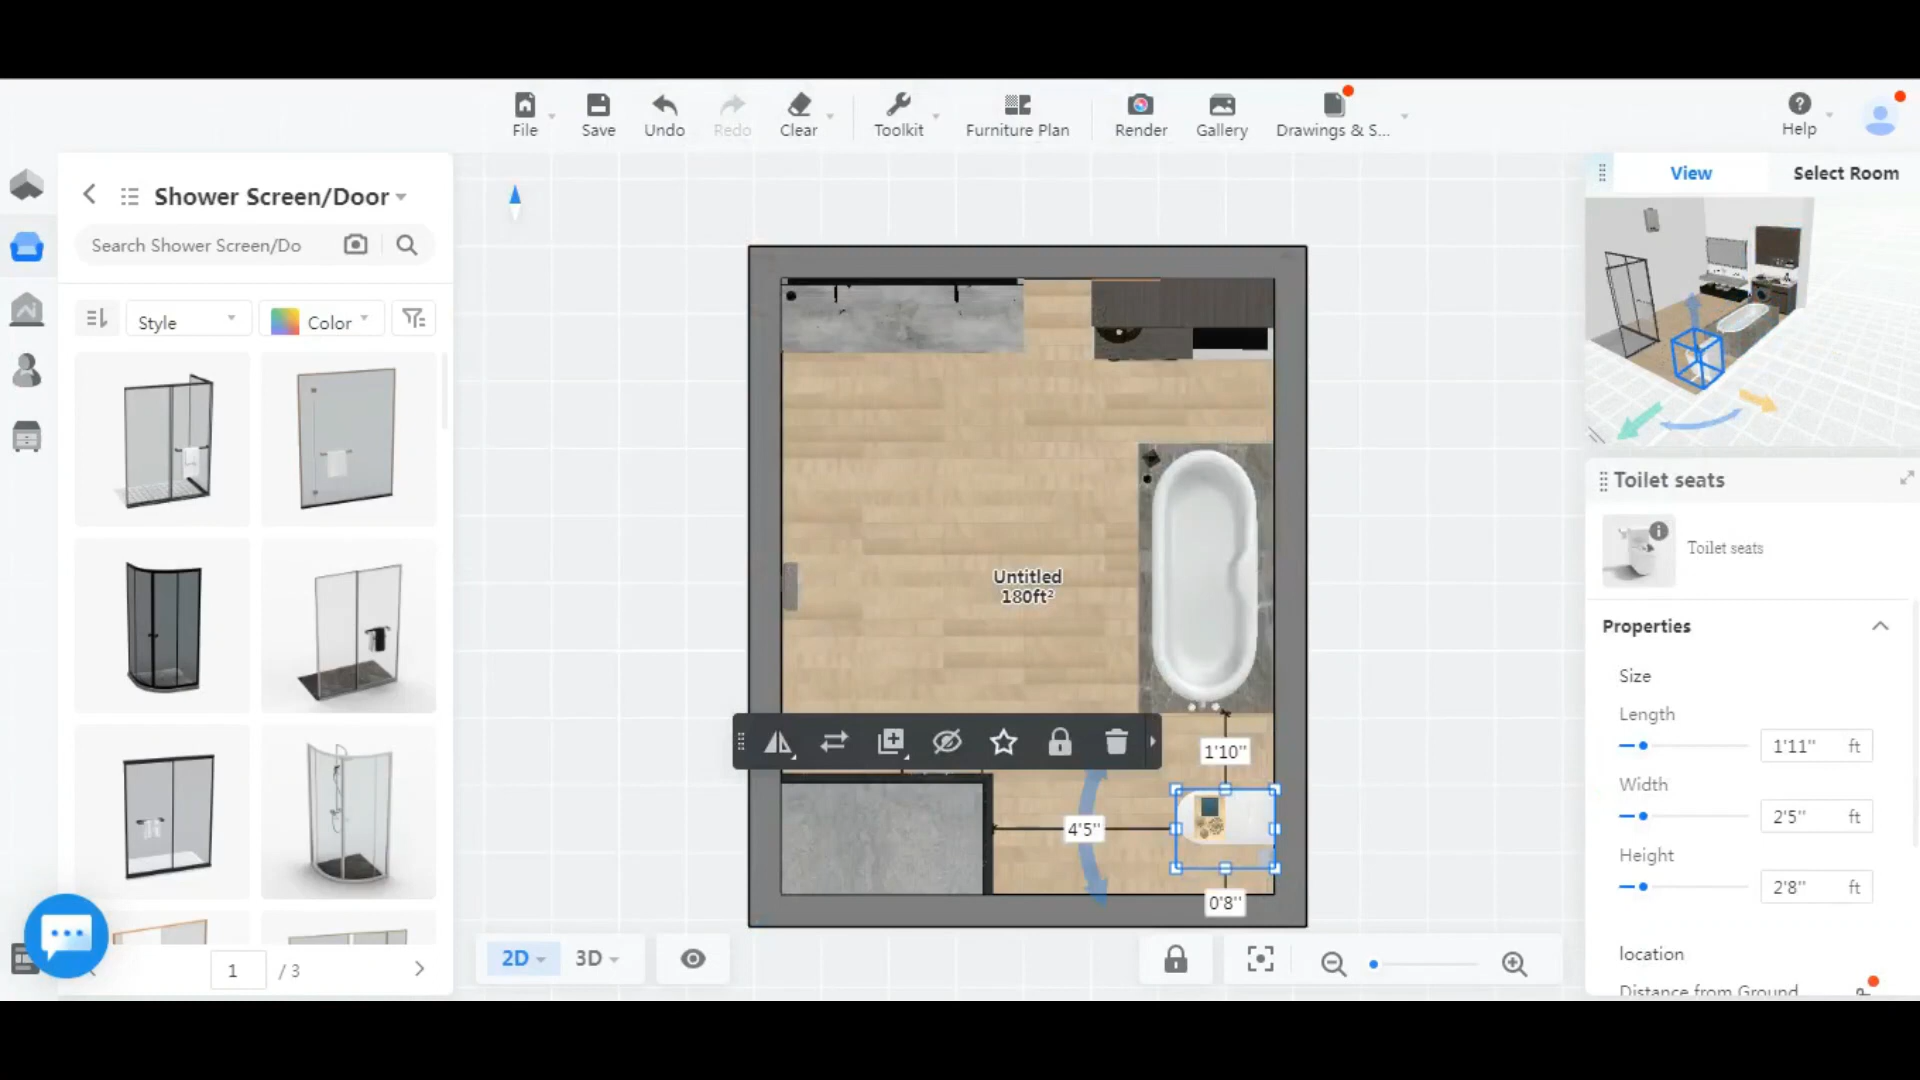 File
Save
Undo
Redo
Clear
Toolkit
Furniture Plan
Render
Gallery
Drawings & S...
Help
Shower Screen/Door
Search Shower Screen/Do
Style
Color
1 / 3
Untitled
180ft²
1'10"
4'5"
0'8"
2D
3D
View
Select Room
Toilet seats
Toilet seats
Properties
Size
Length
1'11" ft
Width
2'5" ft
Height
2'8" ft
location
Distance from Ground